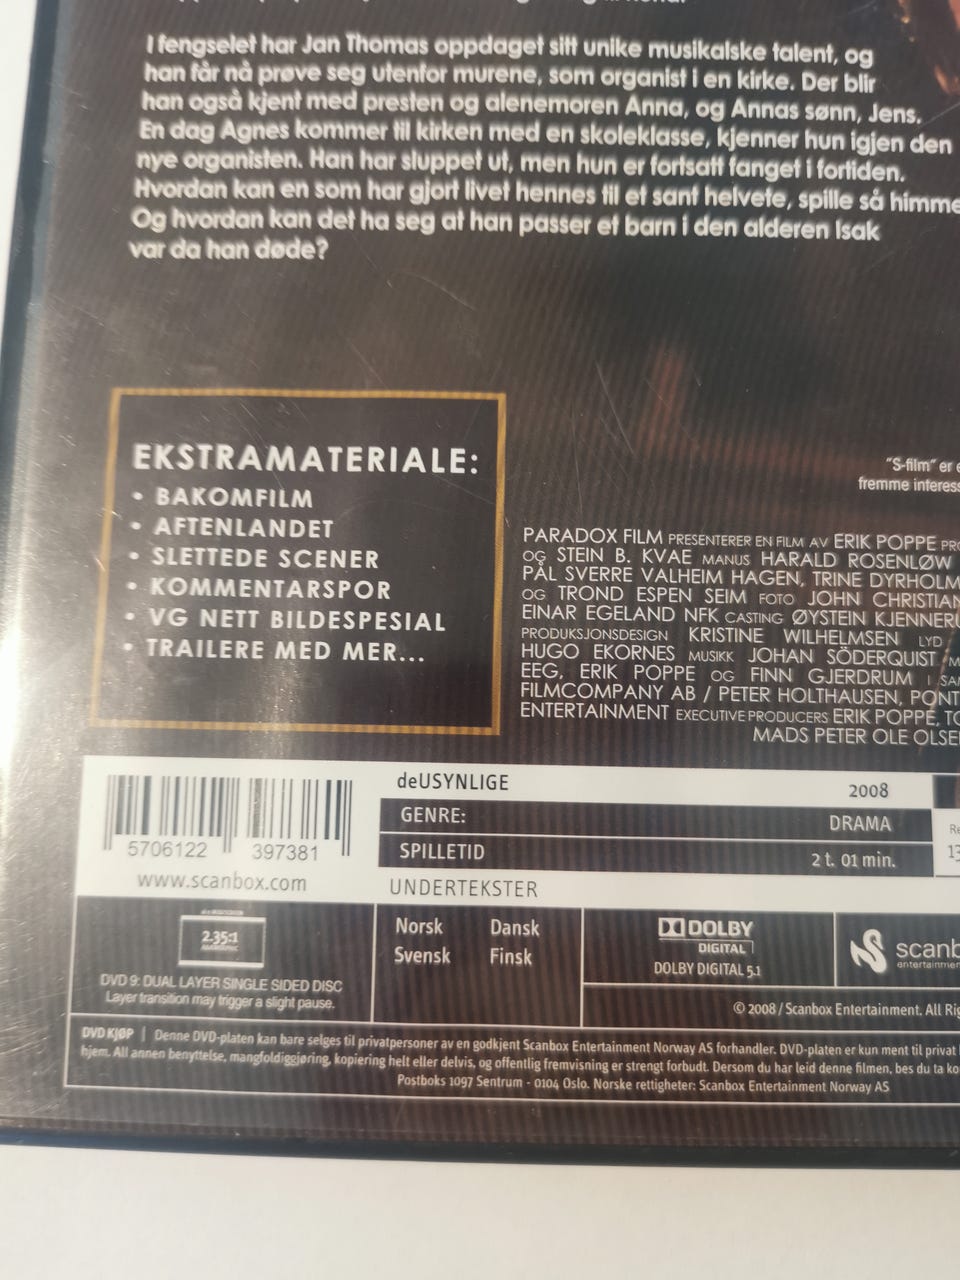 I fengselet har Jan Thomas oppdaget sitt unike musikalske talent, og
han får nå prøve seg utenfor murene, som organist i en kirke. Der blir
han også kjent med presten og alenemoren Anna, og Annas sønn, Jens.
En dag Agnes kommer til kirken med en skoleklasse, kjenner hun igjen den
nye organisten. Han har sluppet ut, men hun er fortsatt fanget i fortiden.
Hvordan kan en som har gjort livet hennes til et sant helvete, spille så himme
Og hvordan kan det ha seg at han passer et barn i den alderen Isak
var da han døde?
EKSTRAMATERIALE:
• BAKOMFILM
• AFTENLANDET
• SLETTEDE SCENER
• KOMMENTARSPOR
• VG NETT BILDESPESIAL
• TRAILERE MED MER...
"S-film" er e
fremme interess
PARADOX FILM PRESENTERER EN FILM AV ERIK POPPE PRO
OG STEIN B. KVAE MANUS HARALD ROSENLØW
PÅL SVERRE VALHEIM HAGEN, TRINE DYRHOLM
OG TROND ESPEN SEIM FOTO JOHN CHRISTIAN
EINAR EGELAND NFK CASTING ØYSTEIN KJENNERU
PRODUKSJONSDESIGN KRISTINE WILHELMSEN LYD
HUGO EKORNES MUSIKK JOHAN SÖDERQUIST M
EEG, ERIK POPPE OG FINN GJERDRUM I SAM
FILMCOMPANY AB / PETER HOLTHAUSEN, PONT
ENTERTAINMENT EXECUTIVE PRODUCERS ERIK POPPE, TO
MADS PETER OLE OLSE
deUSYNLIGE 2008
GENRE: DRAMA
SPILLETID 2 t. 01 min.
5706122 397381
www.scanbox.com
UNDERTEKSTER
Norsk Dansk
Svensk Finsk
2.35:1
DVD 9: DUAL LAYER SINGLE SIDED DISC
Layer transition may trigger a slight pause.
DOLBY
DIGITAL
DOLBY DIGITAL 5.1
scanb
entertainmen
© 2008 / Scanbox Entertainment. All Rig
DVD KJØP | Denne DVD-platen kan bare selges til privatpersoner av en godkjent Scanbox Entertainment Norway AS forhandler. DVD-platen er kun ment til privat
hjem. All annen benyttelse, mangfoldiggjøring, kopiering helt eller delvis, og offentlig fremvisning er strengt forbudt. Dersom du har leid denne filmen, bes du ta ko
Postboks 1097 Sentrum - 0104 Oslo. Norske rettigheter: Scanbox Entertainment Norway AS